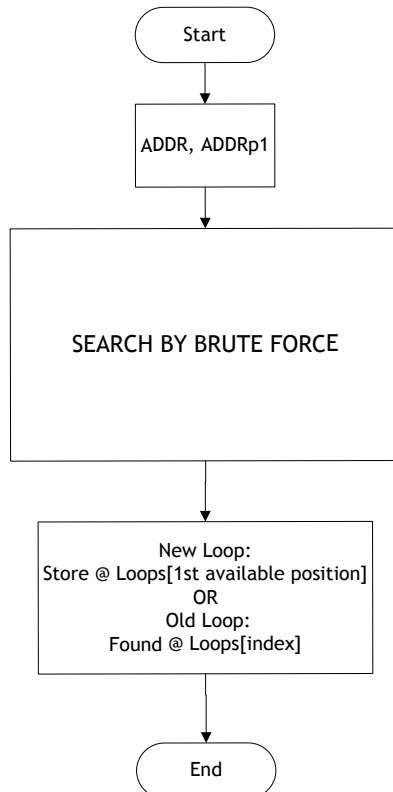 Start
ADDR, ADDRp1
SEARCH BY BRUTE FORCE
New Loop:
Store @ Loops[1st available position]
OR
Old Loop:
Found @ Loops[index]
End